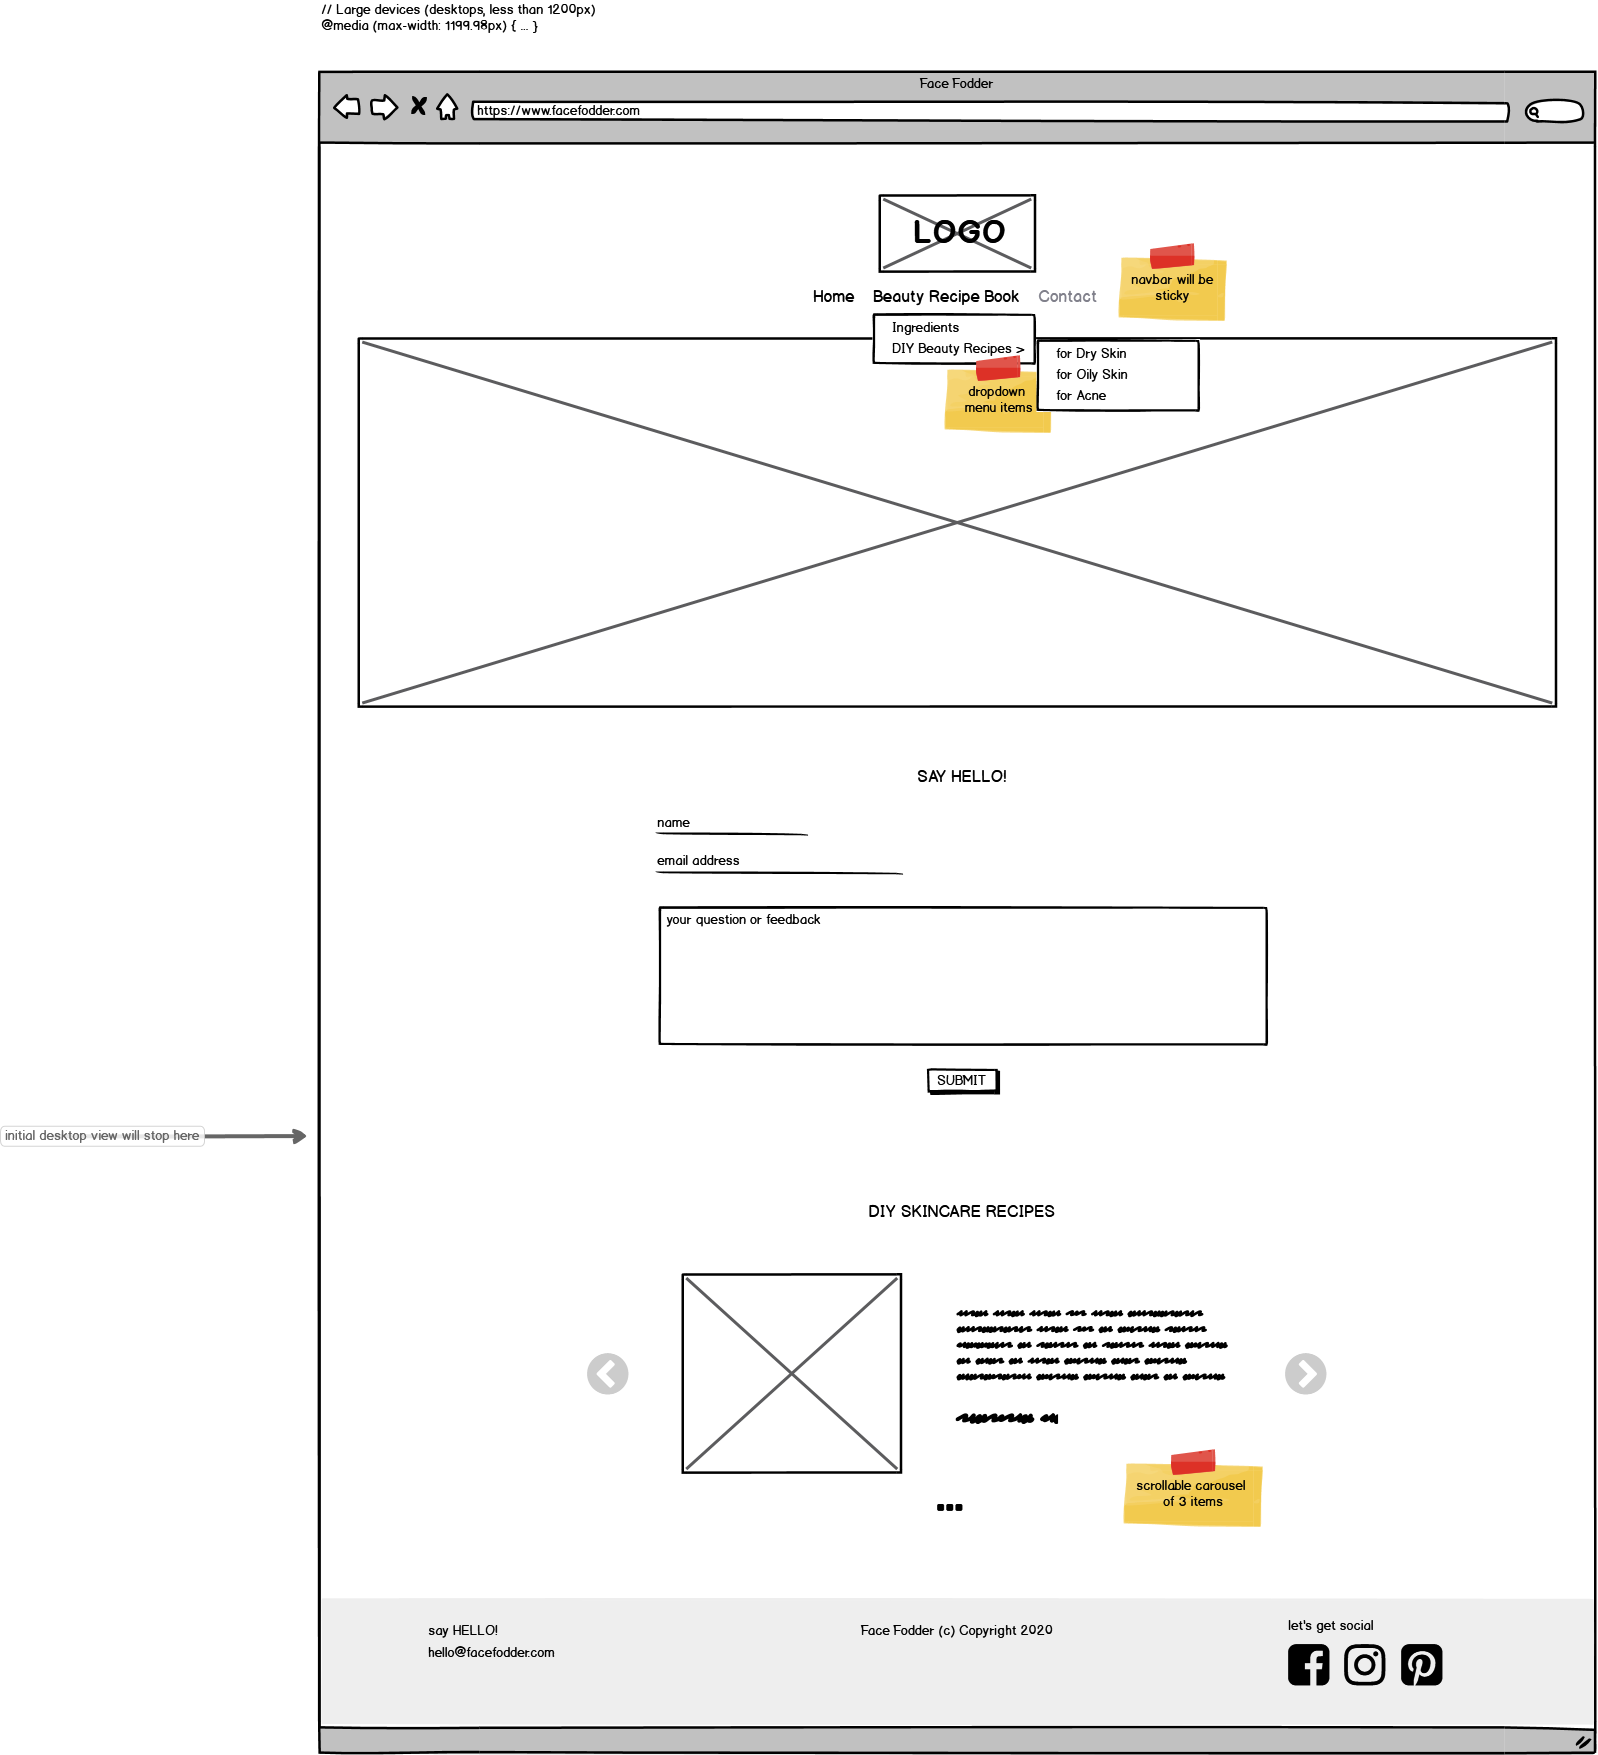 // Large devices (desktops, less than 1200px)
@media (max-width: 1199.98px) { ... }
Face Fodder
https://www.facefodder.com
LOGO
Home Beauty Recipe Book Contact
navbar will be
sticky
Ingredients
DIY Beauty Recipes >
for Dry Skin
for Oily Skin
for Acne
dropdown
menu items
SAY HELLO!
name
email address
your question or feedback
SUBMIT
initial desktop view will stop here
DIY SKINCARE RECIPES
scrollable carousel
of 3 items
say HELLO!
hello@facefodder.com
Face Fodder (c) Copyright 2020
let's get social